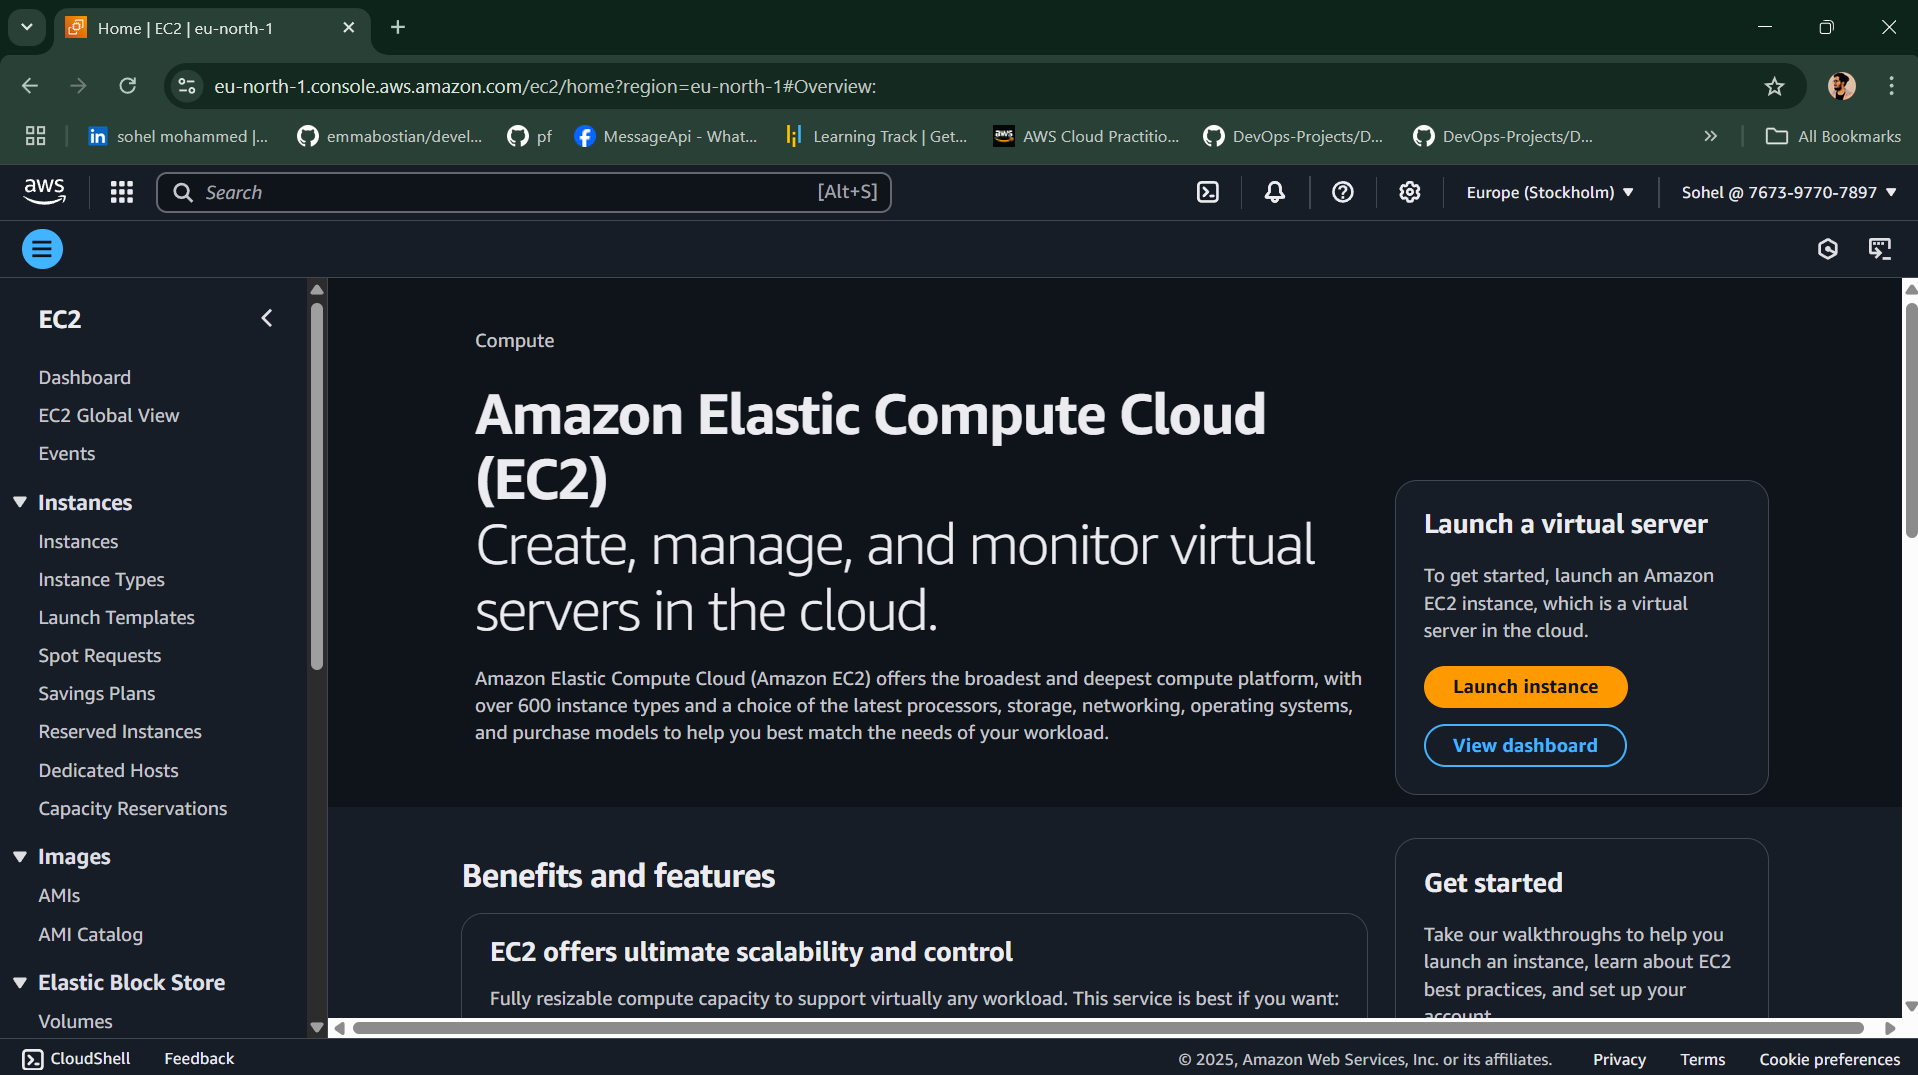 Home | EC2 | eu-north-1
eu-north-1.console.aws.amazon.com/ec2/home?region=eu-north-1#Overview:
in sohel mohammed |... emmabostian/devel... pf MessageApi - What... Learning Track | Get... aws AWS Cloud Practitio... DevOps-Projects/D... DevOps-Projects/D... » All Bookmarks
aws Search [Alt+S] Europe (Stockholm) Sohel @ 7673-9770-7897
EC2
Dashboard
EC2 Global View
Events
Instances
Instances
Instance Types
Launch Templates
Spot Requests
Savings Plans
Reserved Instances
Dedicated Hosts
Capacity Reservations
Images
AMIs
AMI Catalog
Elastic Block Store
Volumes
Compute
Amazon Elastic Compute Cloud
(EC2)
Create, manage, and monitor virtual
servers in the cloud.
Amazon Elastic Compute Cloud (Amazon EC2) offers the broadest and deepest compute platform, with
over 600 instance types and a choice of the latest processors, storage, networking, operating systems,
and purchase models to help you best match the needs of your workload.
Launch a virtual server
To get started, launch an Amazon
EC2 instance, which is a virtual
server in the cloud.
Launch instance
View dashboard
Benefits and features
EC2 offers ultimate scalability and control
Fully resizable compute capacity to support virtually any workload. This service is best if you want:
Get started
Take our walkthroughs to help you
launch an instance, learn about EC2
best practices, and set up your
account.
CloudShell Feedback © 2025, Amazon Web Services, Inc. or its affiliates. Privacy Terms Cookie preferences